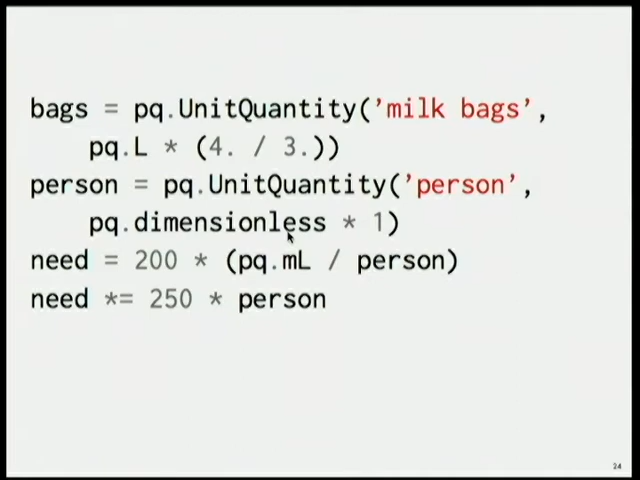 bags = pq.UnitQuantity('milk bags',
pq.L * (4. / 3.))
person = pq.UnitQuantity('person',
pq.dimensionless * 1)
need = 200 * (pq.mL / person)
need *= 250 * person
24